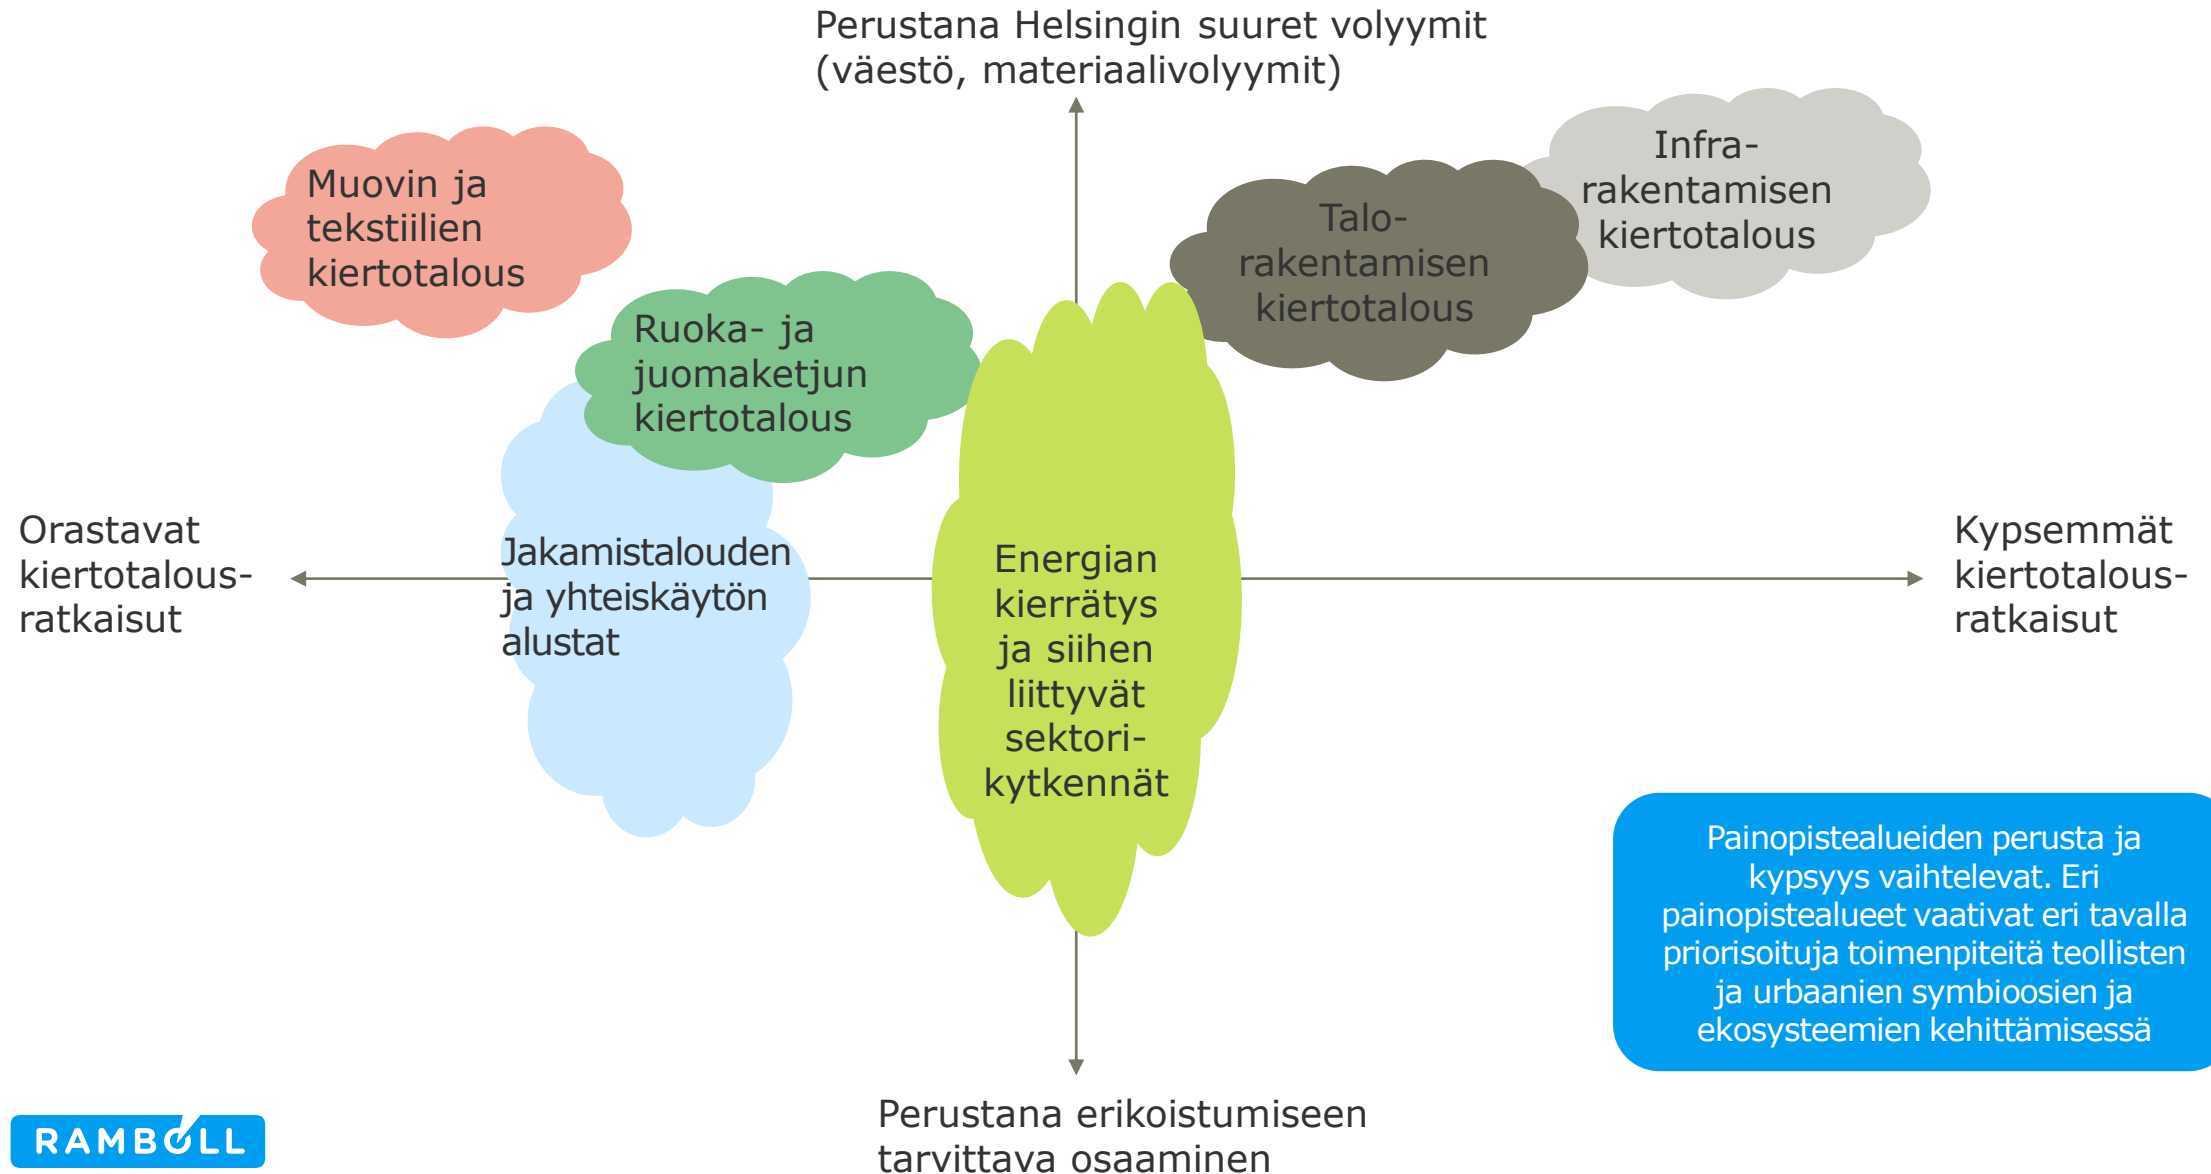 Perustana Helsingin suuret volyymit
(väestö, materiaalivolyymit)
Muovin ja
tekstiilien
kiertotalous
Infra-
rakentamisen
kiertotalous
Talo-
rakentamisen
kiertotalous
Ruoka- ja
juomaketjun
kiertotalous
Orastavat
kiertotalous-
ratkaisut
Jakamistalouden
ja yhteiskäytön
alustat
Energian
kierrätys
ja siihen
liittyvät
sektori-
kytkennät
Kypsemmät
kiertotalous-
ratkaisut
Painopistealueiden perusta ja
kypsyys vaihtelevat. Eri
painopistealueet vaativat eri tavalla
priorisoituja toimenpiteitä teollisten
ja urbaanien symbioosien ja
ekosysteemien kehittämisessä
Perustana erikoistumiseen
tarvittava osaaminen
RAMBOLL